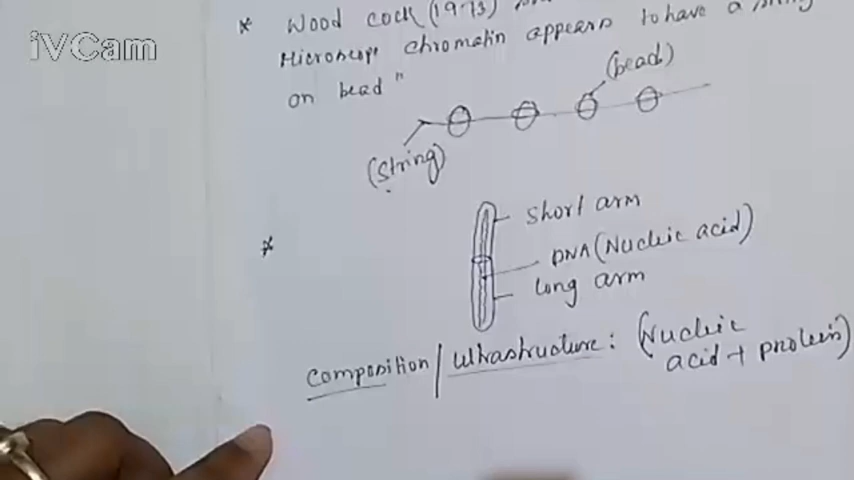 iVCam
* Wood cock (1973)
Microscope chromatin appears to have a string
on bead"
(bead)
(string)
*
short arm
DNA (Nucleic acid)
long arm
Composition / Ultrastructure: (Nucleic
acid + protein)